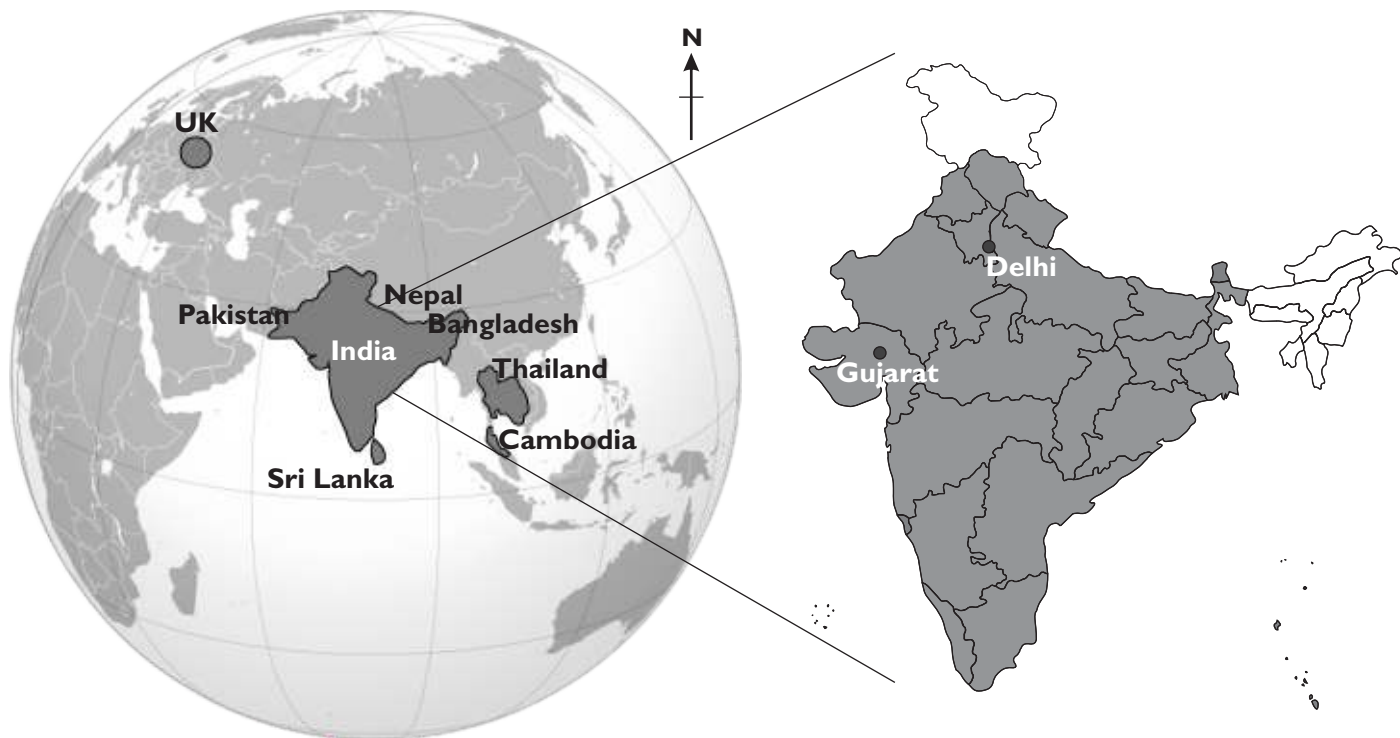 N
UK
Nepal
Pakistan
Bangladesh
India
Thailand
Cambodia
Sri Lanka
Delhi
Gujarat